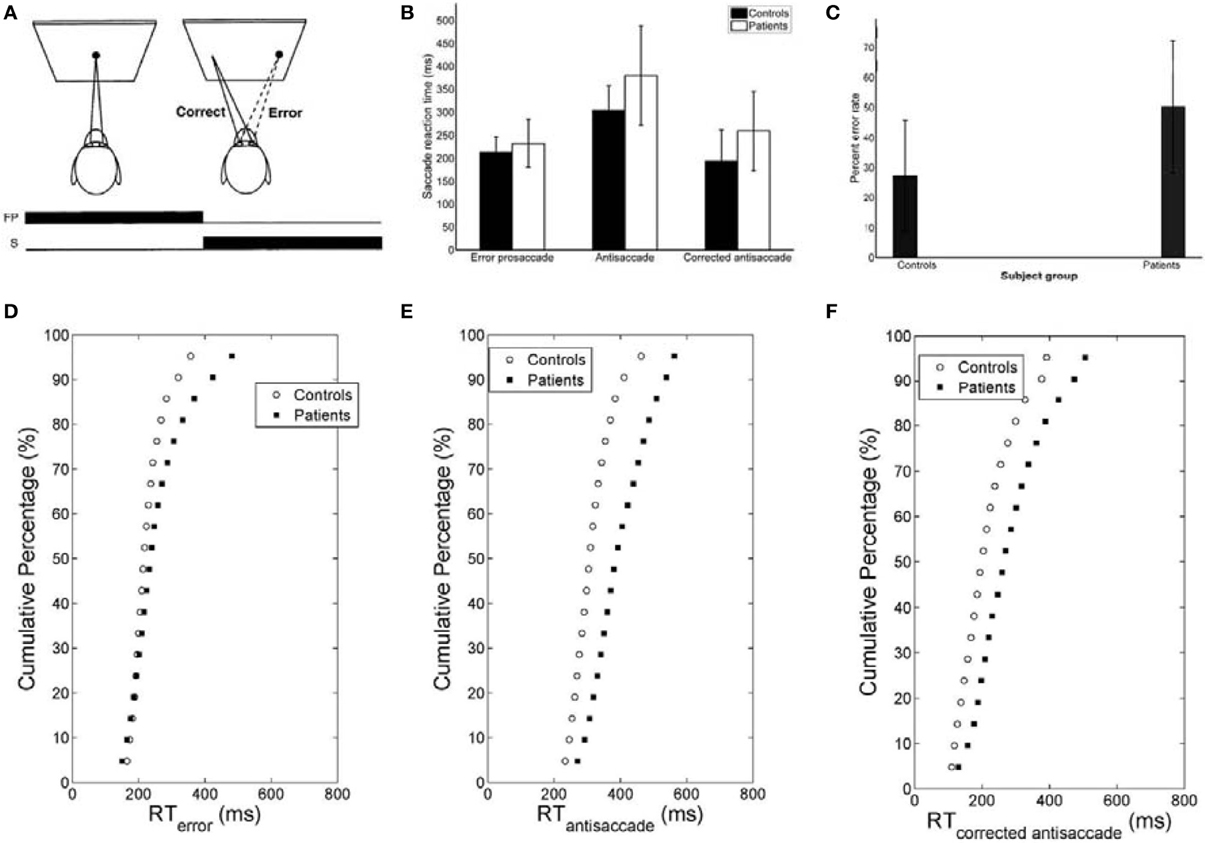 A
Correct
Error
FP
S
B
Saccade reaction time (ms)
500
450
400
350
300
250
200
150
100
50
0
Controls
Patients
Error prosaccade
Antisaccade
Corrected antisaccade
C
Percent error rate
70
60
50
40
30
20
10
0
Controls
Patients
Subject group
D
Cumulative Percentage (%)
100
90
80
70
60
50
40
30
20
10
0
Controls
Patients
0 200 400 600 800
RTerror (ms)
E
Cumulative Percentage (%)
100
90
80
70
60
50
40
30
20
10
0
Controls
Patients
0 200 400 600 800
RTantisaccade (ms)
F
Cumulative Percentage (%)
100
90
80
70
60
50
40
30
20
10
0
Controls
Patients
0 200 400 600 800
RTcorrected antisaccade (ms)